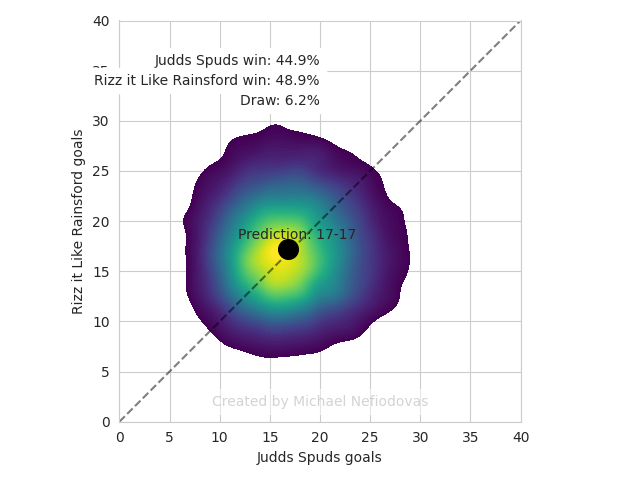 40
35
30
25
20
15
10
5
0
Rizz it Like Rainsford goals
Judds Spuds win: 44.9%
Rizz it Like Rainsford win: 48.9%
Draw: 6.2%
Prediction: 17-17
Created by Michael Nefiodovas
0 5 10 15 20 25 30 35 40
Judds Spuds goals